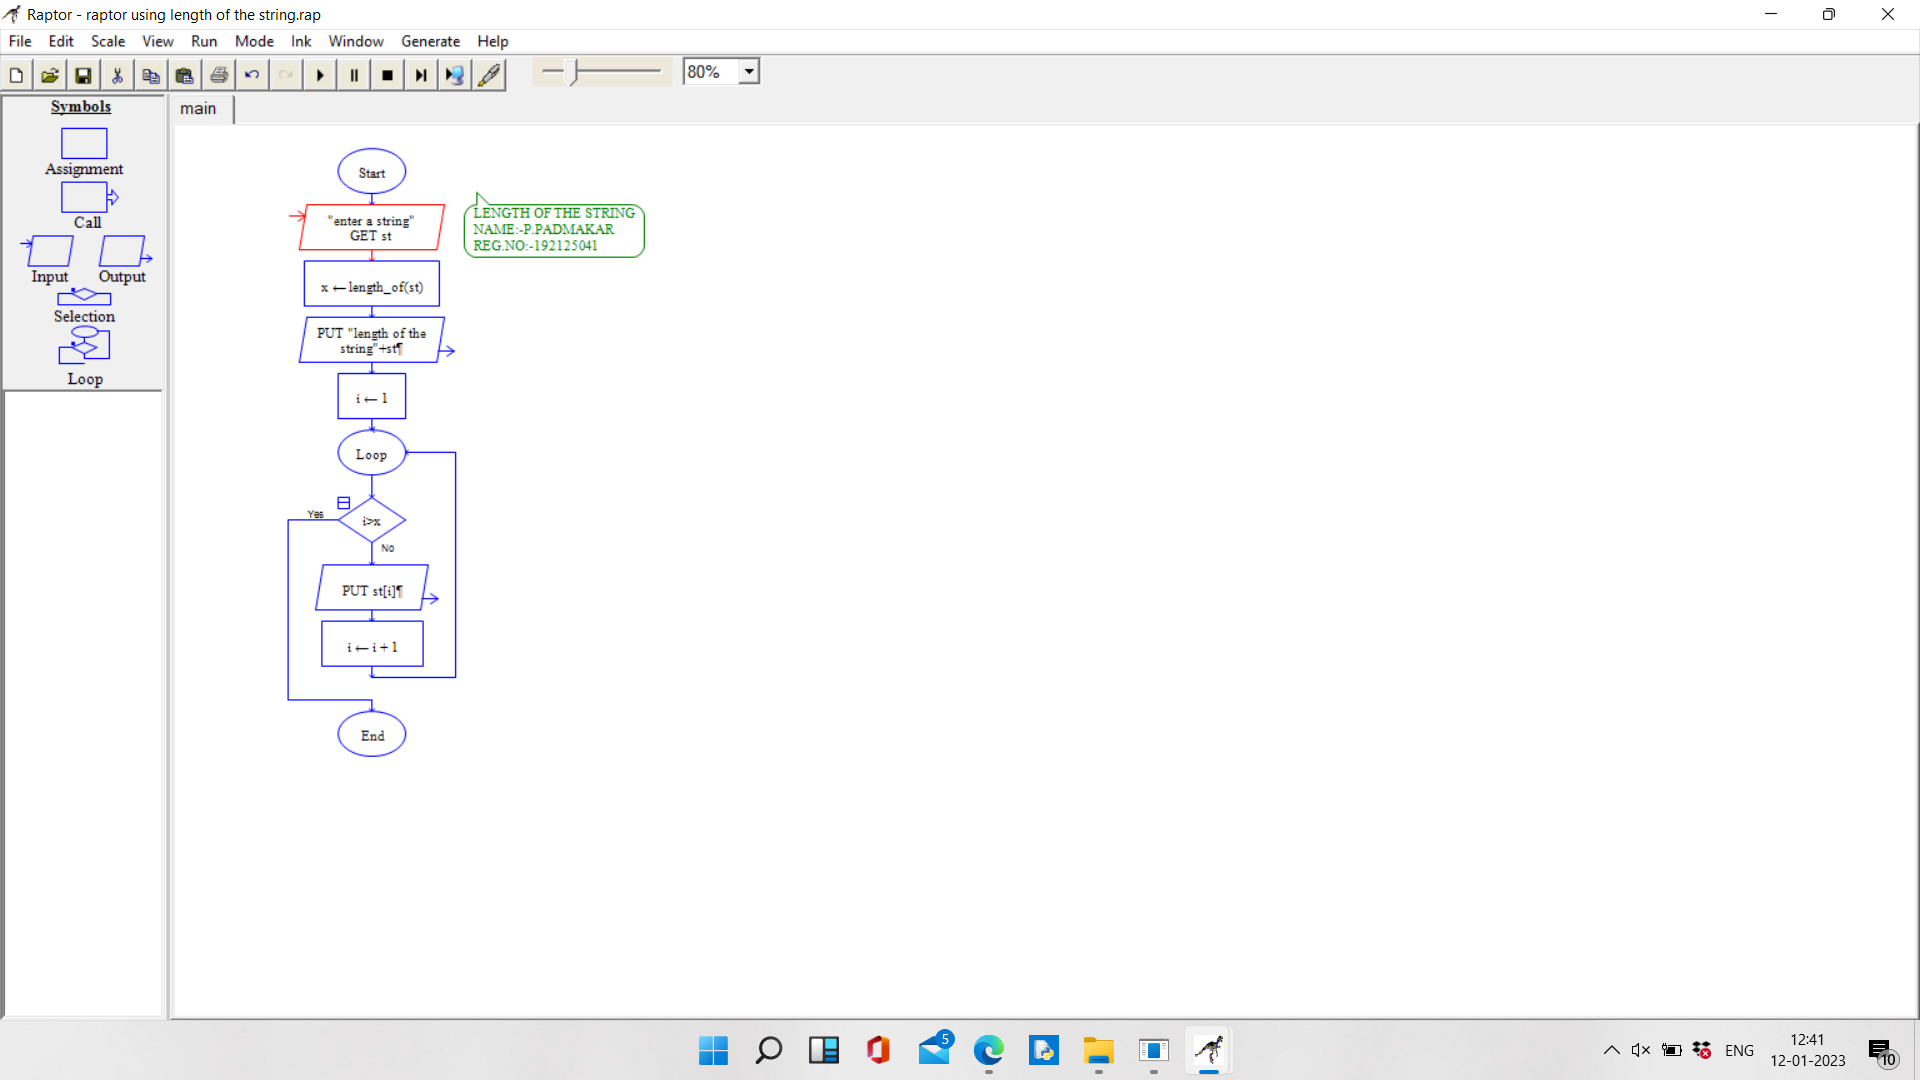 Raptor - raptor using length of the string.rap
File Edit Scale View Run Mode Ink Window Generate Help
80%
Symbols
Assignment
Call
Input Output
Selection
Loop
main
Start
"enter a string"
GET st
LENGTH OF THE STRING
NAME:-P.PADMAKAR
REG.NO:-192125041
x ← length_of(st)
PUT "length of the
string"+st¶
i ← 1
Loop
Yes
i>x
No
PUT st[i]¶
i ← i + 1
End
5
ENG
12:41
12-01-2023
10